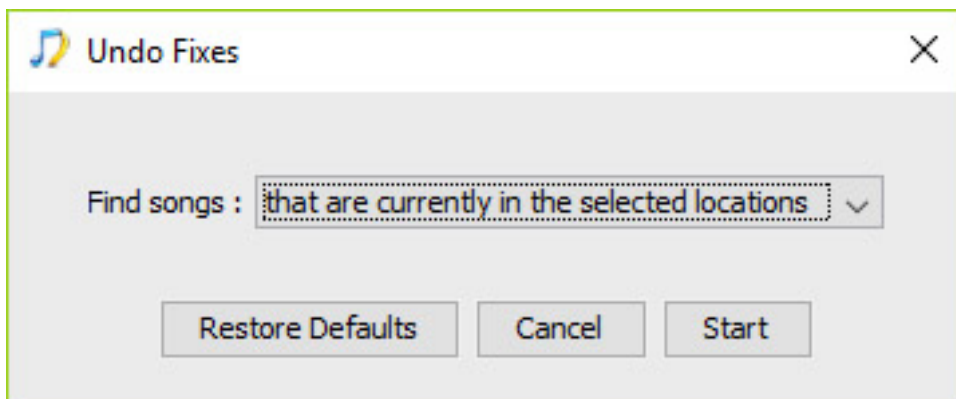 Undo Fixes
Find songs : that are currently in the selected locations
Restore Defaults Cancel Start